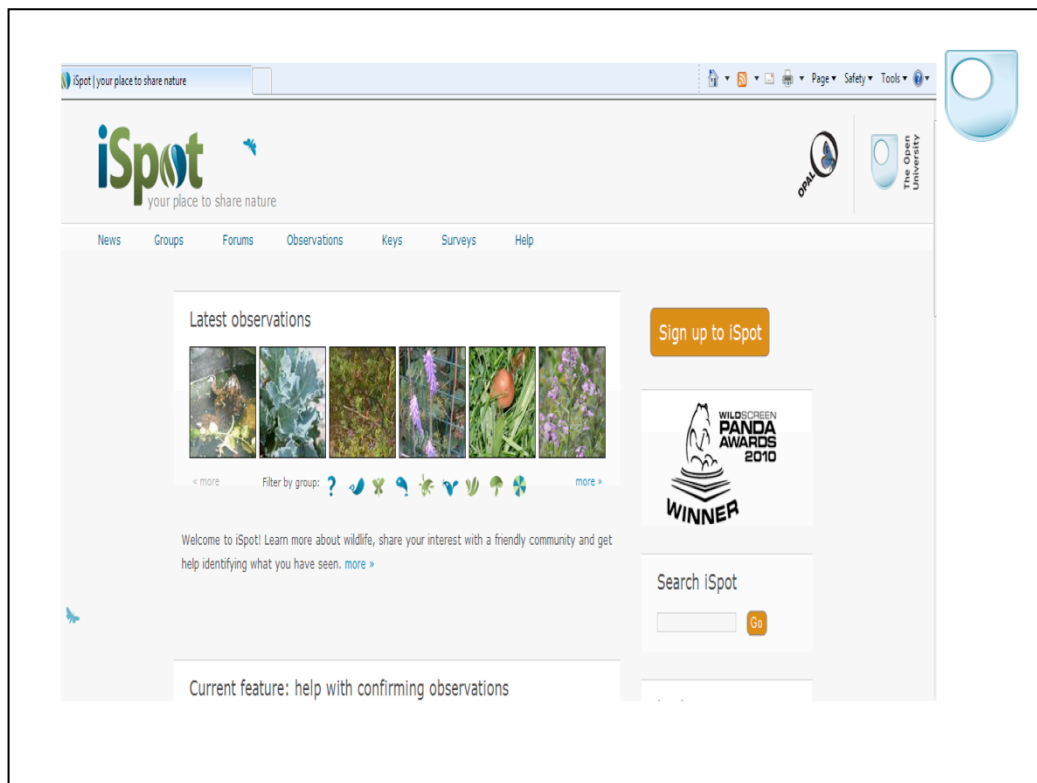 iSpot | your place to share nature
Page Safety Tools
iSpot
your place to share nature
OPAL
The Open
University
News Groups Forums Observations Keys Surveys Help
Latest observations
Sign up to iSpot
WILDSCREEN
PANDA
AWARDS
2010
WINNER
« more Filter by group: ? more »
Welcome to iSpot! Learn more about wildlife, share your interest with a friendly community and get
help identifying what you have seen. more »
Search iSpot
Go
Current feature: help with confirming observations